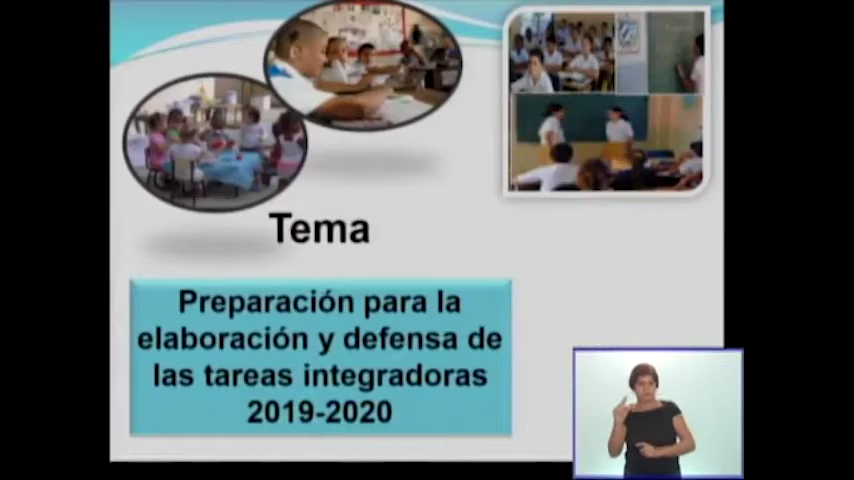 Tema
Preparación para la
elaboración y defensa de
las tareas integradoras
2019-2020